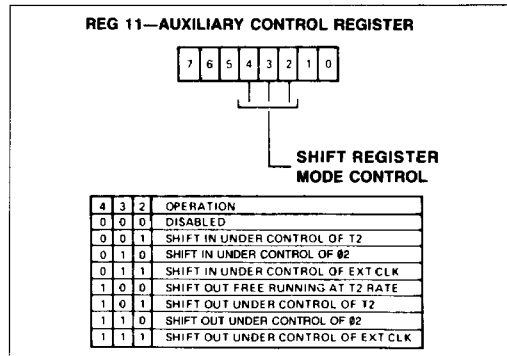 REG 11—AUXILIARY CONTROL REGISTER
7 6 5 4 3 2 1 0
SHIFT REGISTER
MODE CONTROL
4 3 2 OPERATION
0 0 0 DISABLED
0 0 1 SHIFT IN UNDER CONTROL OF T2
0 1 0 SHIFT IN UNDER CONTROL OF Ø2
0 1 1 SHIFT IN UNDER CONTROL OF EXT CLK
1 0 0 SHIFT OUT FREE RUNNING AT T2 RATE
1 0 1 SHIFT OUT UNDER CONTROL OF T2
1 1 0 SHIFT OUT UNDER CONTROL OF Ø2
1 1 1 SHIFT OUT UNDER CONTROL OF EXT CLK